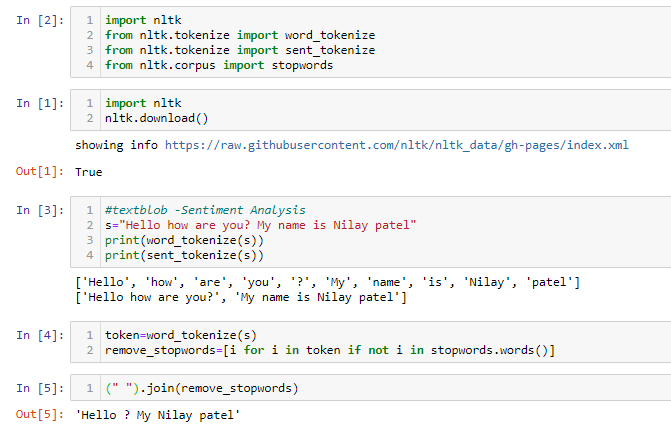 In [2]:
1 import nltk
2 from nltk.tokenize import word_tokenize
3 from nltk.tokenize import sent_tokenize
4 from nltk.corpus import stopwords
In [1]:
1 import nltk
2 nltk.download()
showing info https://raw.githubusercontent.com/nltk/nltk_data/gh-pages/index.xml
Out[1]: True
In [3]:
1 #textblob -Sentiment Analysis
2 s="Hello how are you? My name is Nilay patel"
3 print(word_tokenize(s))
4 print(sent_tokenize(s))
['Hello', 'how', 'are', 'you', '?', 'My', 'name', 'is', 'Nilay', 'patel']
['Hello how are you?', 'My name is Nilay patel']
In [4]:
1 token=word_tokenize(s)
2 remove_stopwords=[i for i in token if not i in stopwords.words()]
In [5]:
1 (" ").join(remove_stopwords)
Out[5]: 'Hello ? My Nilay patel'